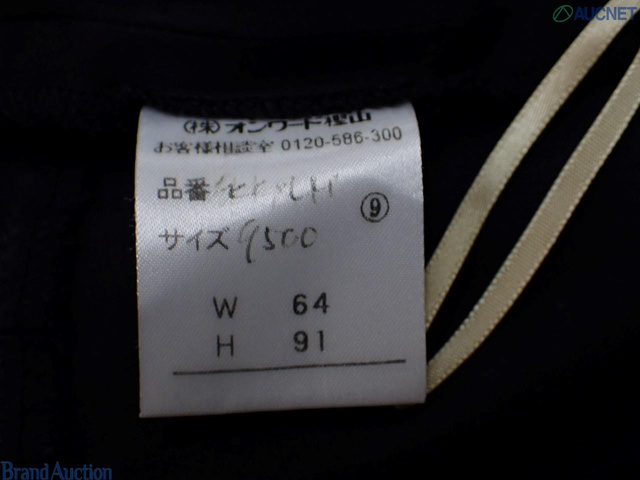 AUCNET
(株)オンワード樫山
お客様相談室 0120-586-300
品番
⑨
サイズ 9500
W 64
H 91
Brand Auction